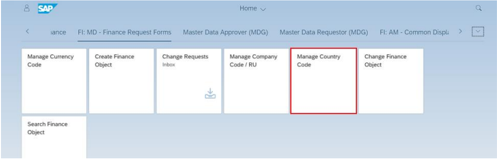 SAP
Home
ance
FI: MD - Finance Request Forms
Master Data Approver (MDG)
Master Data Requestor (MDG)
FI: AM - Common Displ
Manage Currency
Code
Create Finance
Object
Change Requests
Inbox
Manage Company
Code / RU
Manage Country
Code
Change Finance
Object
Search Finance
Object